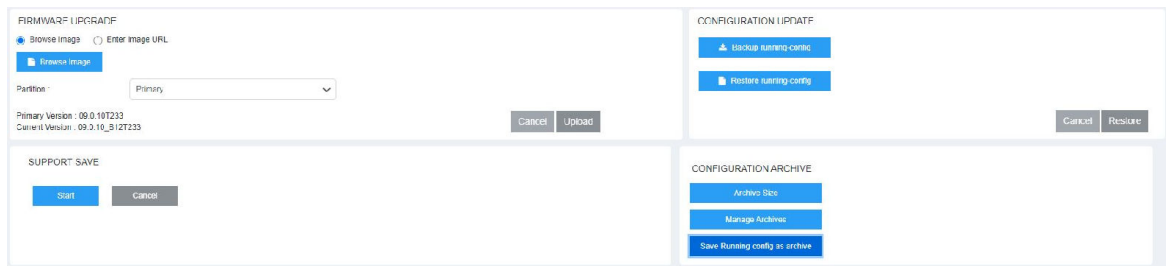 FIRMWARE UPGRADE
Browse Image Enter Image URL
Browse Image
Partition : Primary
Primary Version : 09.0.10T233
Current Version : 09.0.10_B12T233
Cancel Upload
CONFIGURATION UPDATE
Backup running-config
Restore running-config
Cancel Restore
SUPPORT SAVE
Start Cancel
CONFIGURATION ARCHIVE
Archive Size
Manage Archives
Save Running config as archive